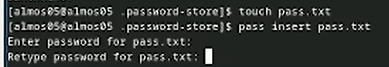 [almos05@almos05 .password-store]$ touch pass.txt
[almos05@almos05 .password-store]$ pass insert pass.txt
Enter password for pass.txt:
Retype password for pass.txt: